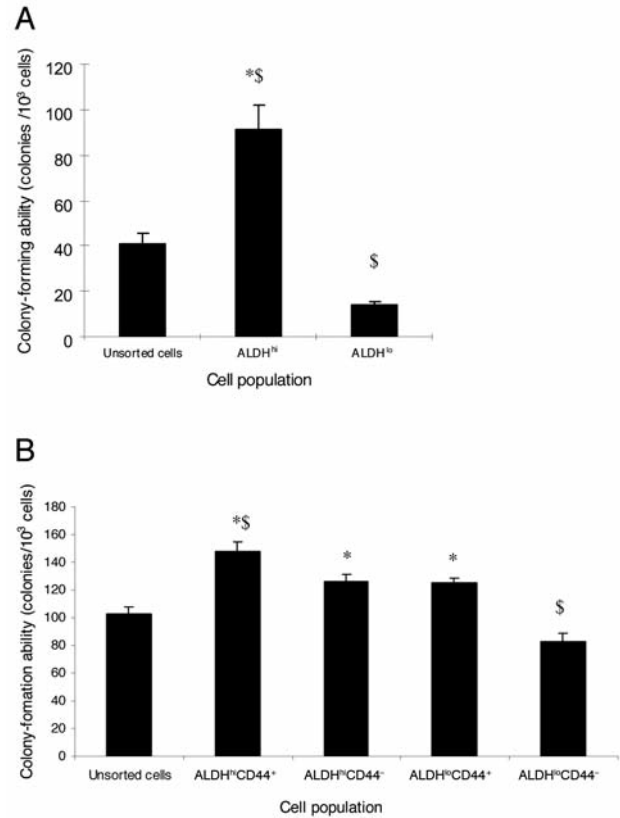 A
Colony-forming ability (colonies /10³ cells)
120
100
80
60
40
20
0
*$
$
Unsorted cells
ALDHʰⁱ
ALDHˡᵒ
Cell population
B
Colony-fomation ability (colonies/10³ cells)
180
160
140
120
100
80
60
40
20
0
*$
*
*
$
Unsorted cells
ALDHʰⁱCD44⁺
ALDHʰⁱCD44⁻
ALDHˡᵒCD44⁺
ALDHˡᵒCD44⁻
Cell population